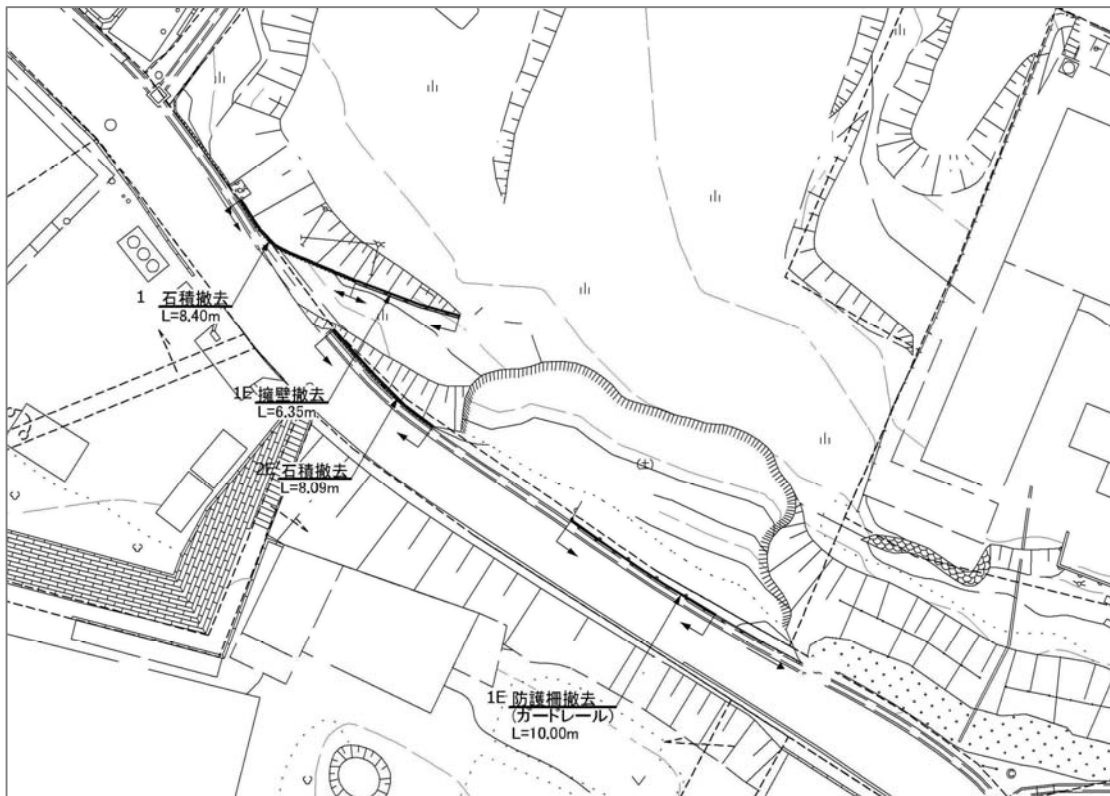 1 石積撤去
L=8.40m
1E 擁壁撤去
L=6.35m
2E 石積撤去
L=8.09m
1E 防護柵撤去
(ガードレール)
L=10.00m
(土)